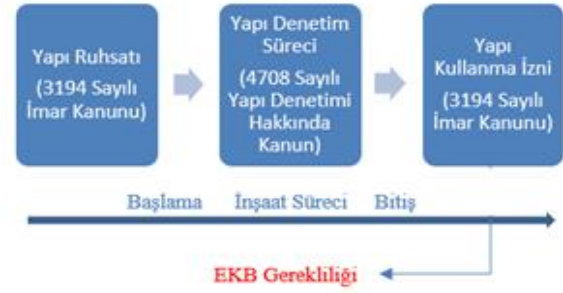 Yapı Ruhsatı
(3194 Sayılı
İmar Kanunu)
Yapı Denetim
Süreci
(4708 Sayılı
Yapı Denetimi
Hakkında
Kanun)
Yapı
Kullanma İzni
(3194 Sayılı
İmar Kanunu)
Başlama İnşaat Süreci Bitiş
EKB Gerekliliği